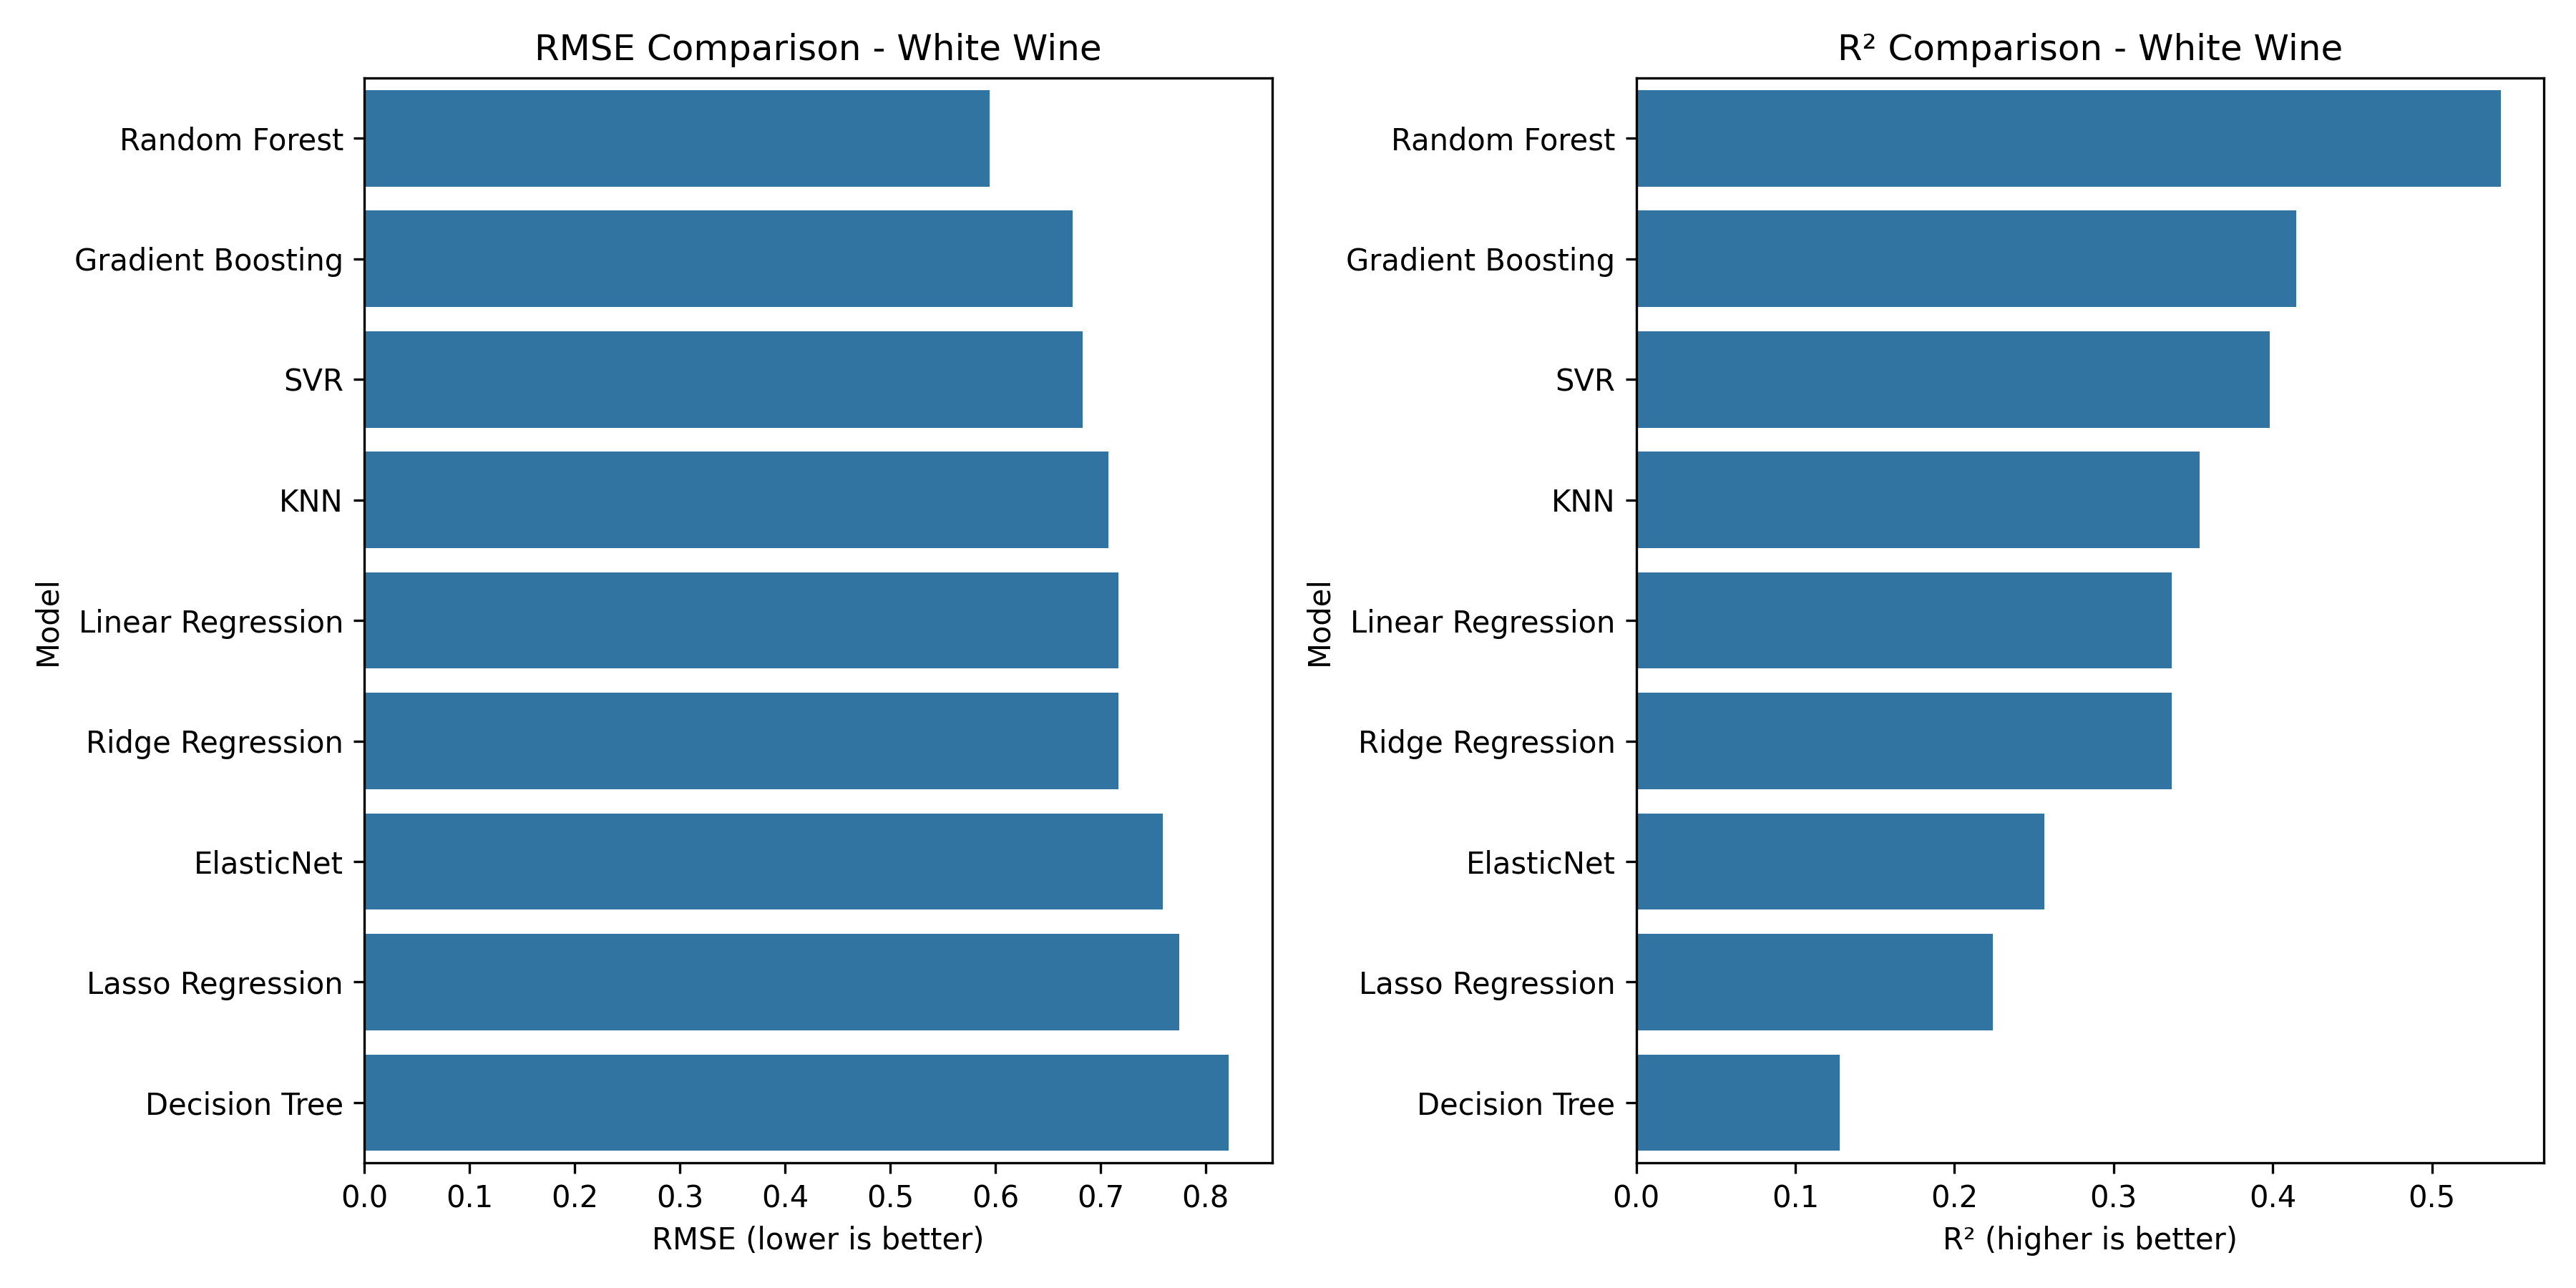 RMSE Comparison - White Wine
Model
Random Forest
Gradient Boosting
SVR
KNN
Linear Regression
Ridge Regression
ElasticNet
Lasso Regression
Decision Tree
0.0 0.1 0.2 0.3 0.4 0.5 0.6 0.7 0.8
RMSE (lower is better)
R² Comparison - White Wine
Model
Random Forest
Gradient Boosting
SVR
KNN
Linear Regression
Ridge Regression
ElasticNet
Lasso Regression
Decision Tree
0.0 0.1 0.2 0.3 0.4 0.5
R² (higher is better)